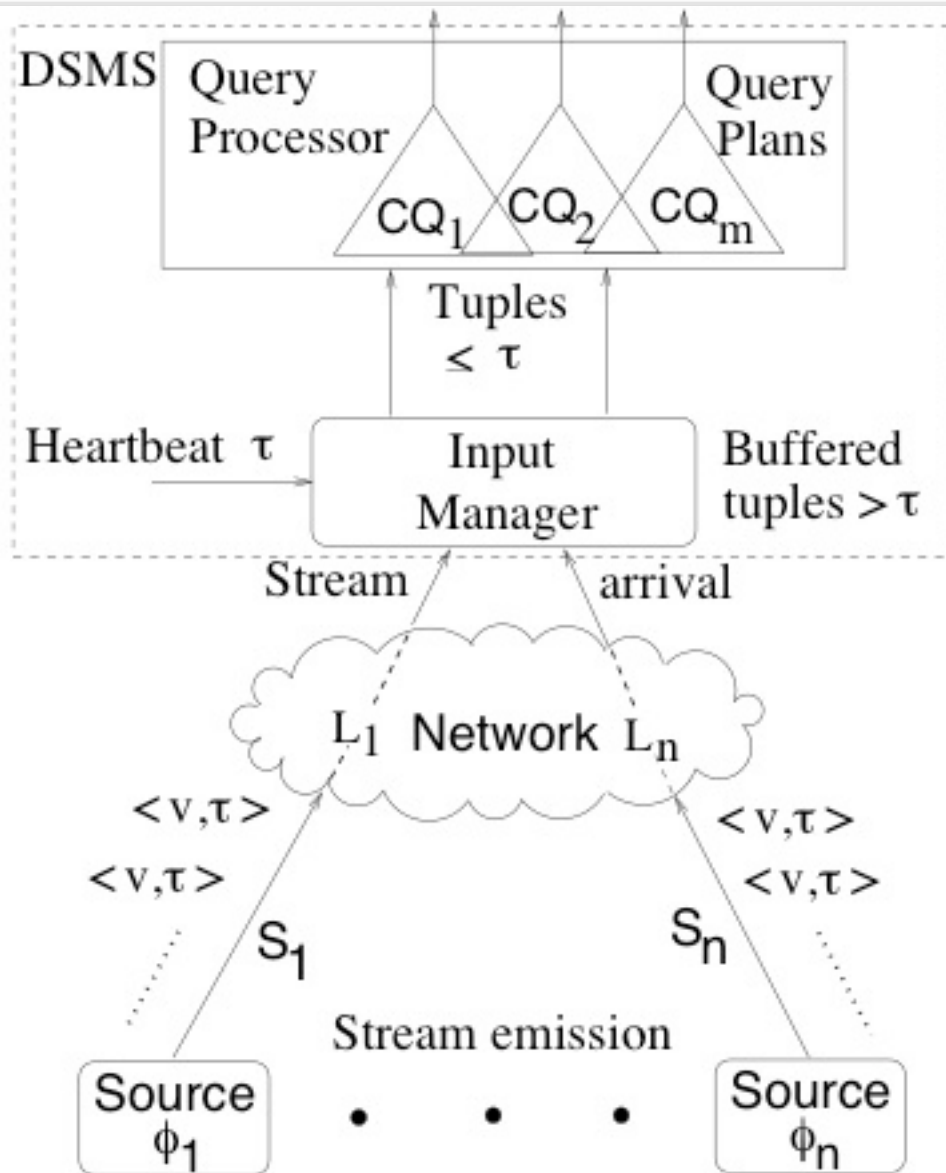 DSMS
Query
Processor
Query
Plans
CQ1
CQ2
CQm
Tuples
≤ τ
Heartbeat τ
Input
Manager
Buffered
tuples > τ
Stream
arrival
L1
Network
Ln
<v,τ>
<v,τ>
<v,τ>
<v,τ>
S1
Sn
Stream emission
Source
ϕ1
Source
ϕn